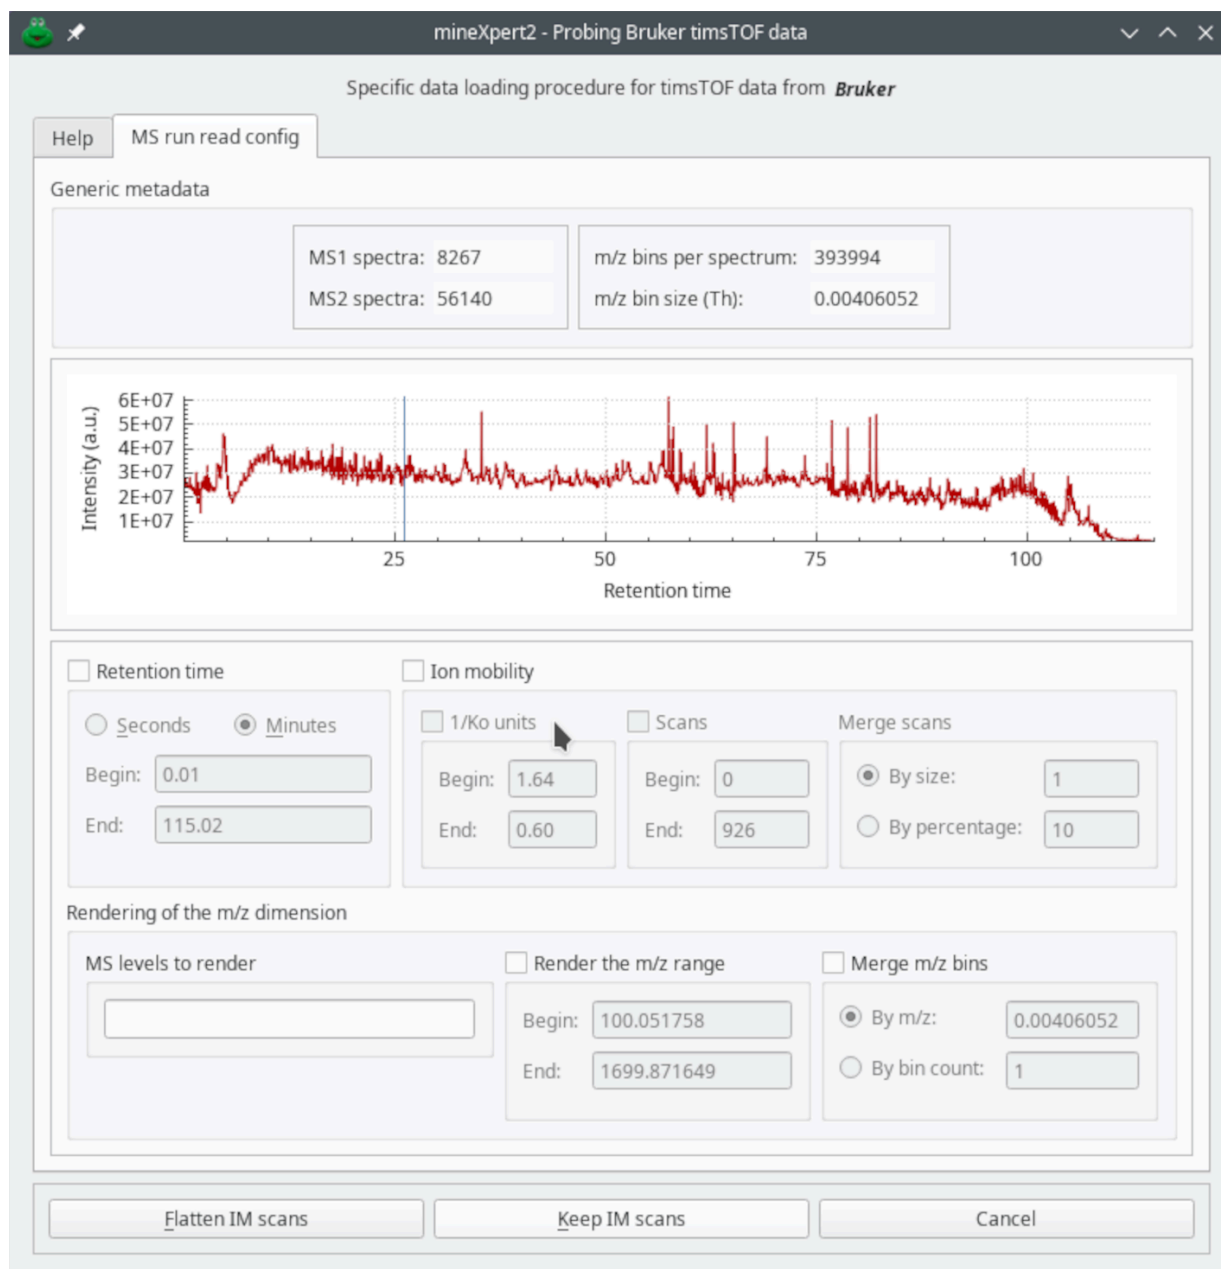 mineXpert2 - Probing Bruker timsTOF data
Specific data loading procedure for timsTOF data from Bruker
Help
MS run read config
Generic metadata
MS1 spectra: 8267
MS2 spectra: 56140
m/z bins per spectrum: 393994
m/z bin size (Th): 0.00406052
Intensity (a.u.)
6E+07
5E+07
4E+07
3E+07
2E+07
1E+07
25 50 75 100
Retention time
Retention time
Seconds Minutes
Begin: 0.01
End: 115.02
Ion mobility
1/Ko units
Begin: 1.64
End: 0.60
Scans
Begin: 0
End: 926
Merge scans
By size: 1
By percentage: 10
Rendering of the m/z dimension
MS levels to render
Render the m/z range
Begin: 100.051758
End: 1699.871649
Merge m/z bins
By m/z: 0.00406052
By bin count: 1
Flatten IM scans
Keep IM scans
Cancel